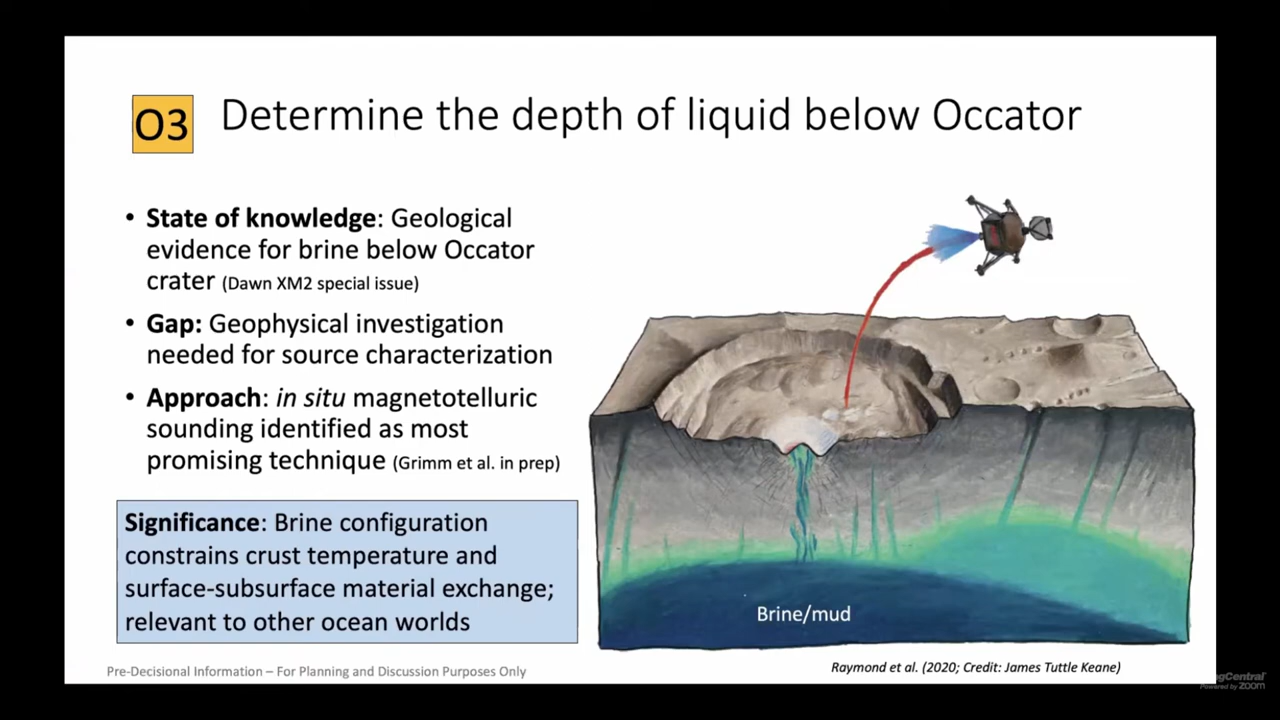 O3
Determine the depth of liquid below Occator
• State of knowledge: Geological
evidence for brine below Occator
crater (Dawn XM2 special issue)
• Gap: Geophysical investigation
needed for source characterization
• Approach: in situ magnetotelluric
sounding identified as most
promising technique (Grimm et al. in prep)
Significance: Brine configuration
constrains crust temperature and
surface-subsurface material exchange;
relevant to other ocean worlds
Brine/mud
Pre-Decisional Information – For Planning and Discussion Purposes Only
Raymond et al. (2020; Credit: James Tuttle Keane)
gCentral
Powered by zoom